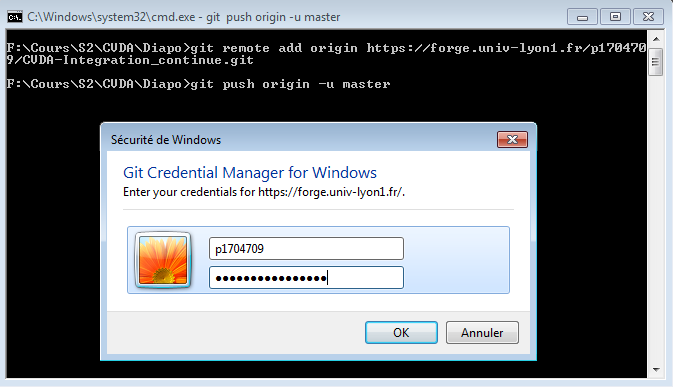 C:\Windows\system32\cmd.exe - git  push origin -u master
F:\Cours\S2\CVDA\Diapo>git remote add origin https://forge.univ-lyon1.fr/p170470
9/CVDA-Integration_continue.git
F:\Cours\S2\CVDA\Diapo>git push origin -u master
Sécurité de Windows
Git Credential Manager for Windows
Enter your credentials for https://forge.univ-lyon1.fr/.
p1704709
●●●●●●●●●●●●●●●●
OK
Annuler